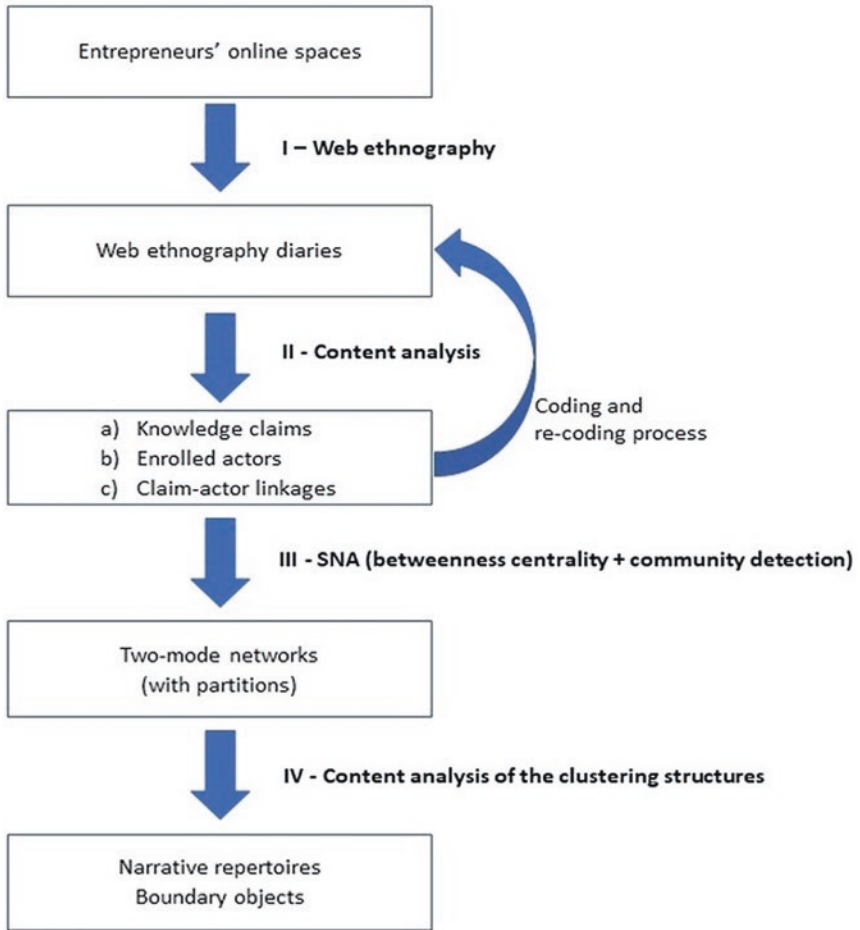 Entrepreneurs’ online spaces
I – Web ethnography
Web ethnography diaries
II - Content analysis
Coding and
re-coding process
a) Knowledge claims
b) Enrolled actors
c) Claim-actor linkages
III - SNA (betweenness centrality + community detection)
Two-mode networks
(with partitions)
IV - Content analysis of the clustering structures
Narrative repertoires
Boundary objects